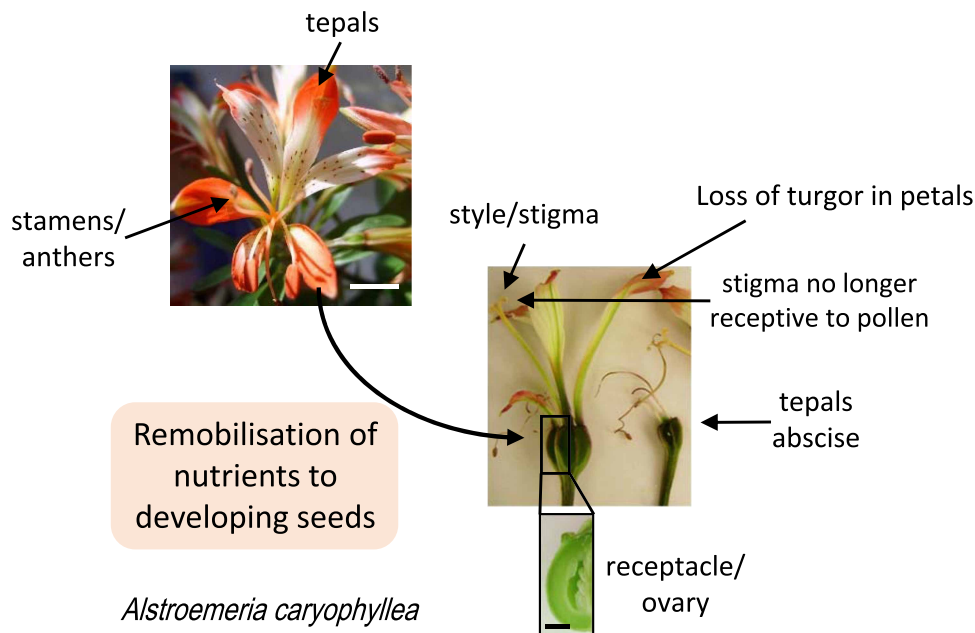 tepals
stamens/
anthers
style/stigma
Loss of turgor in petals
stigma no longer
receptive to pollen
tepals
abscise
Remobilisation of
nutrients to
developing seeds
receptacle/
ovary
Alstroemeria caryophyllea